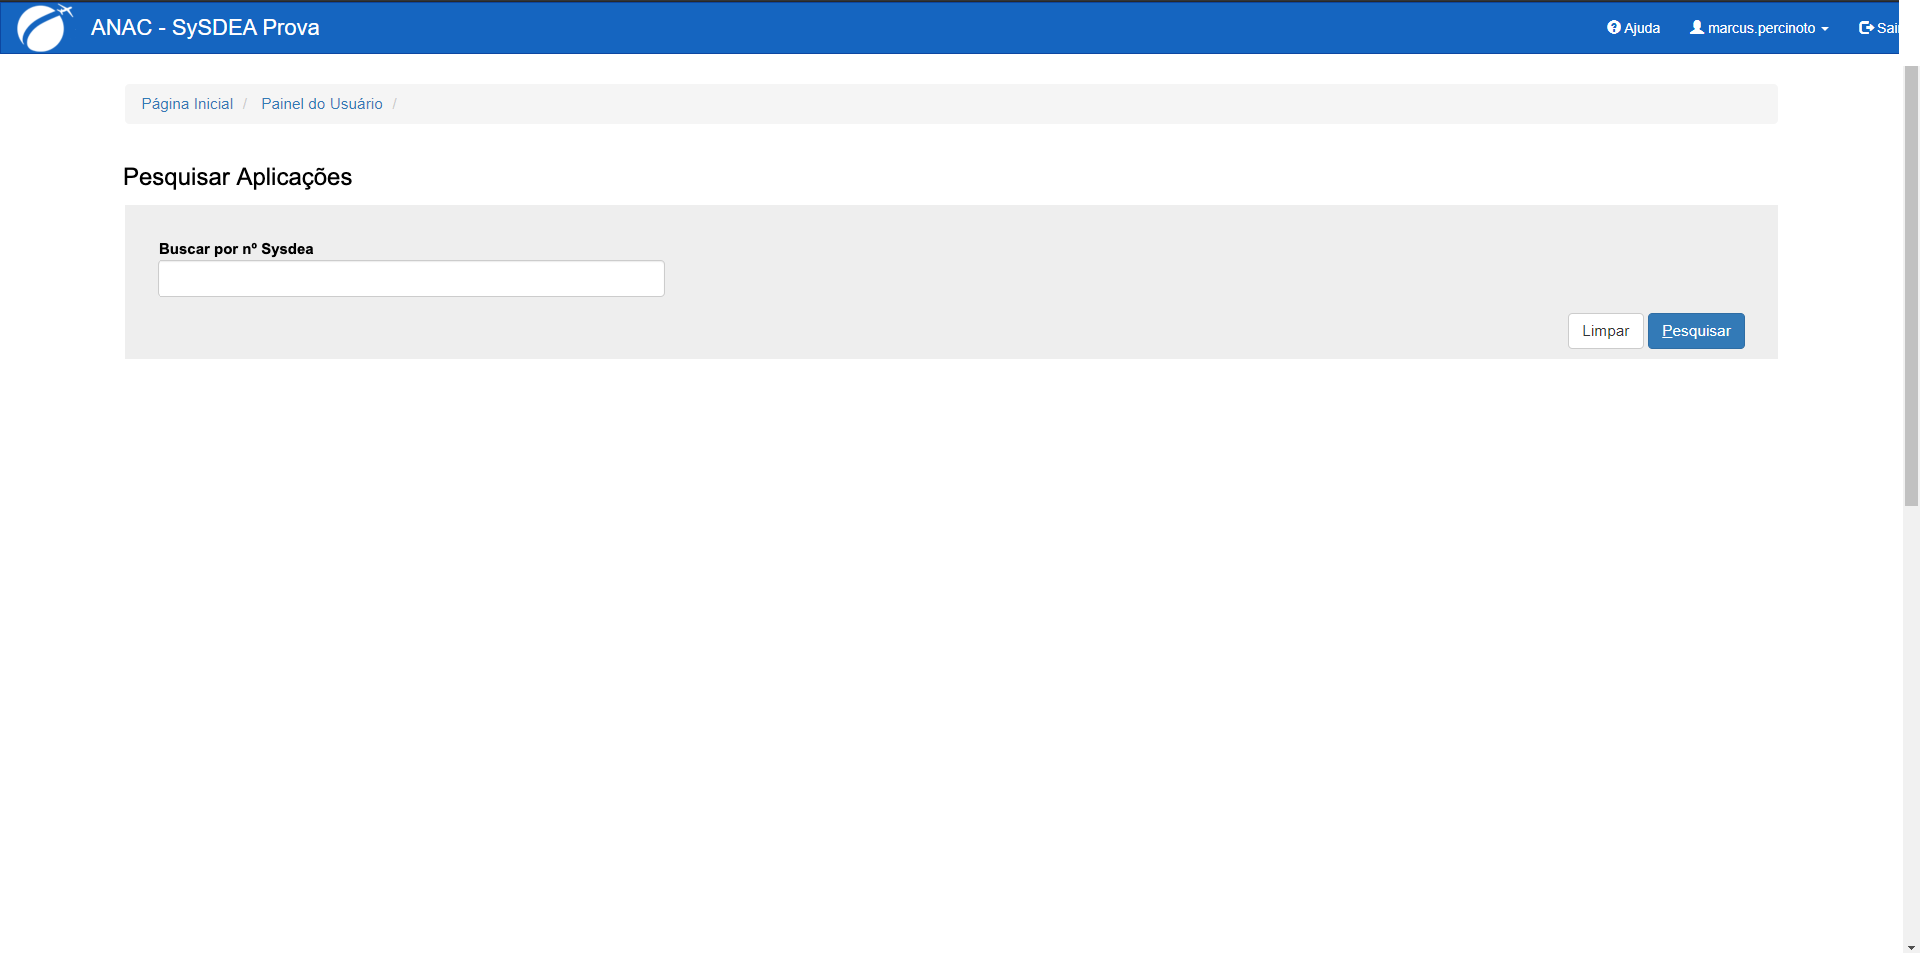 ANAC - SySDEA Prova
Ajuda
marcus.percinoto
Sair
Página Inicial / Painel do Usuário /
Pesquisar Aplicações
Buscar por nº Sysdea
Limpar
Pesquisar